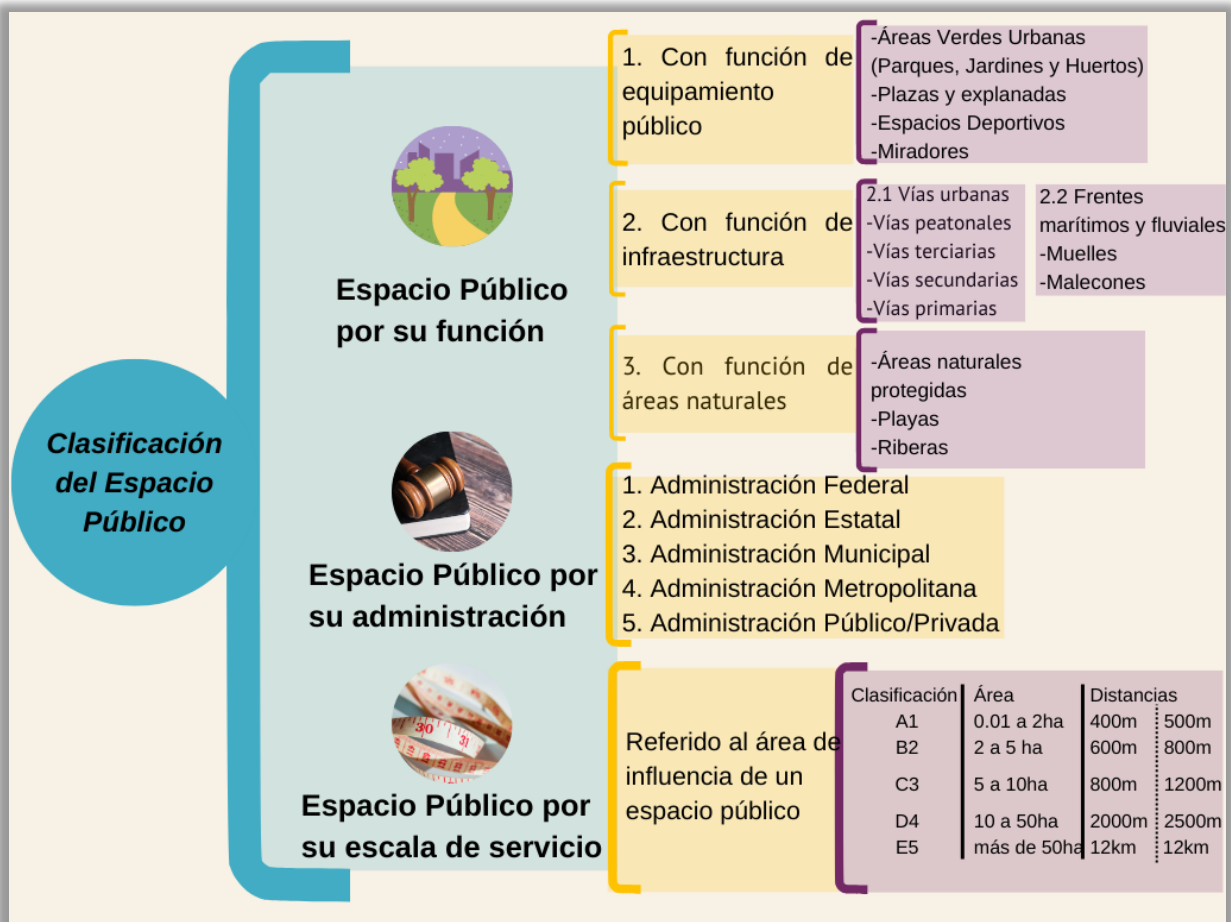 Clasificación
del Espacio
Público
Espacio Público
por su función
1. Con función de
equipamiento
público
-Áreas Verdes Urbanas
(Parques, Jardines y Huertos)
-Plazas y explanadas
-Espacios Deportivos
-Miradores
2. Con función de
infraestructura
2.1 Vías urbanas
-Vías peatonales
-Vías terciarias
-Vías secundarias
-Vías primarias
2.2 Frentes
marítimos y fluviales
-Muelles
-Malecones
3. Con función de
áreas naturales
-Áreas naturales
protegidas
-Playas
-Riberas
Espacio Público por
su administración
1. Administración Federal
2. Administración Estatal
3. Administración Municipal
4. Administración Metropolitana
5. Administración Público/Privada
30
31
Espacio Público por
su escala de servicio
Referido al área de
influencia de un
espacio público
Clasificación Área Distancias
A1 0.01 a 2ha 400m 500m
B2 2 a 5 ha 600m 800m
C3 5 a 10ha 800m 1200m
D4 10 a 50ha 2000m 2500m
E5 más de 50ha 12km 12km